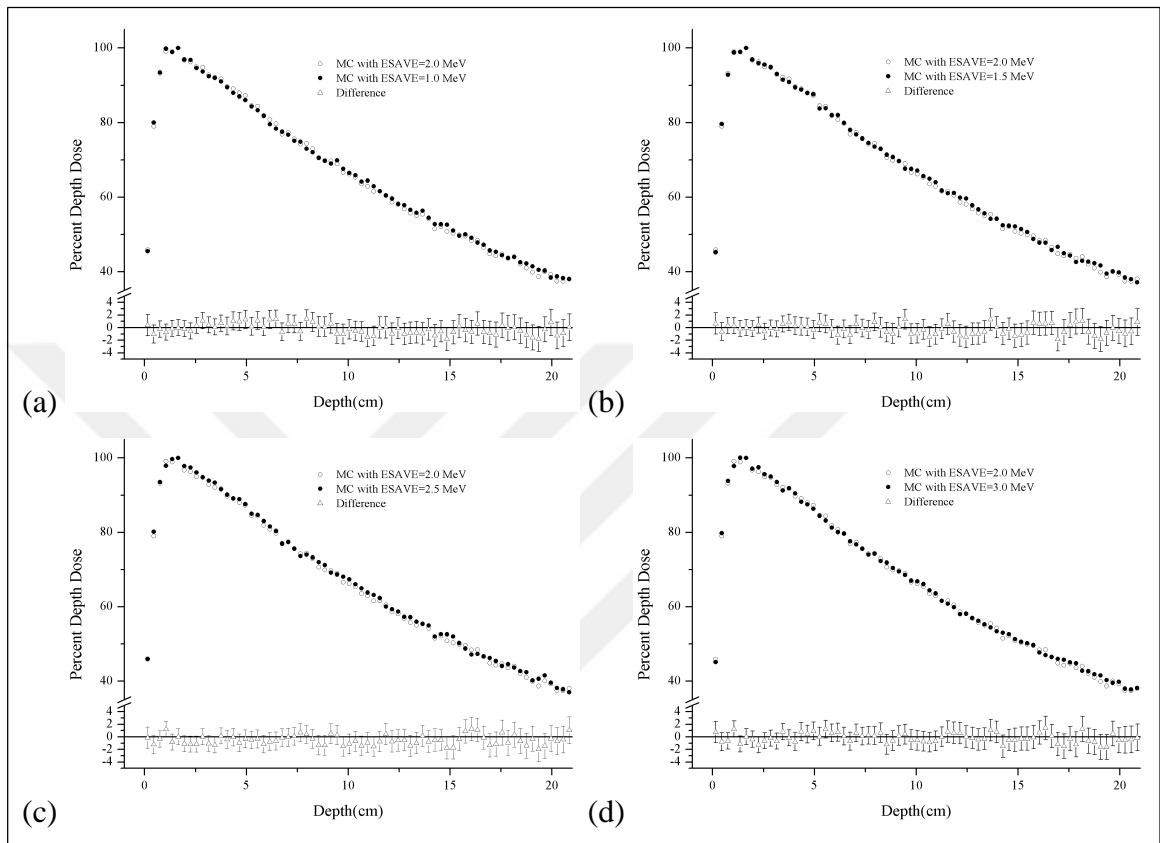 100
80
60
40
4
2
0
-2
-4
Percent Depth Dose
MC with ESAVE=2.0 MeV
MC with ESAVE=1.0 MeV
Difference
0
5
10
15
20
Depth(cm)
(a)
100
80
60
40
4
2
0
-2
-4
Percent Depth Dose
MC with ESAVE=2.0 MeV
MC with ESAVE=1.5 MeV
Difference
0
5
10
15
20
Depth(cm)
(b)
100
80
60
40
4
2
0
-2
-4
Percent Depth Dose
MC with ESAVE=2.0 MeV
MC with ESAVE=2.5 MeV
Difference
0
5
10
15
20
Depth(cm)
(c)
100
80
60
40
4
2
0
-2
-4
Percent Depth Dose
MC with ESAVE=2.0 MeV
MC with ESAVE=3.0 MeV
Difference
0
5
10
15
20
Depth(cm)
(d)